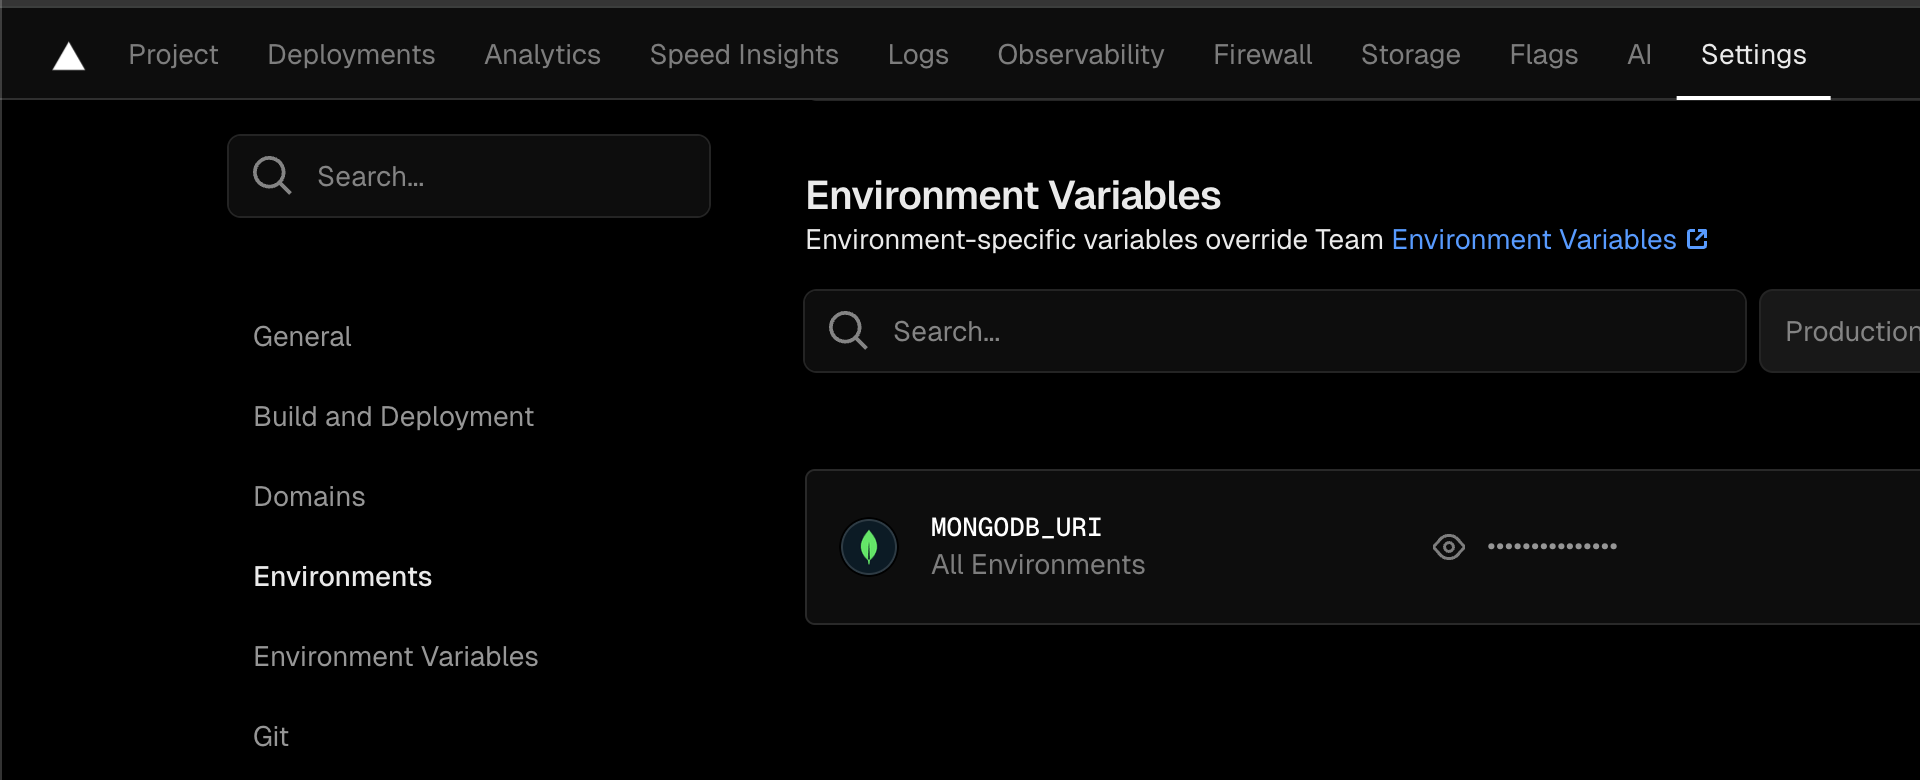 Project Deployments Analytics Speed Insights Logs Observability Firewall Storage Flags AI Settings
Search...
General
Build and Deployment
Domains
Environments
Environment Variables
Git
Environment Variables
Environment-specific variables override Team Environment Variables
Search...
Production
MONGODB_URI
All Environments
••••••••••••••